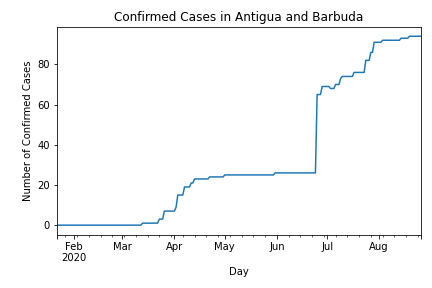 Confirmed Cases in Antigua and Barbuda
Number of Confirmed Cases
80
60
40
20
0
Feb Mar Apr May Jun Jul Aug
2020
Day